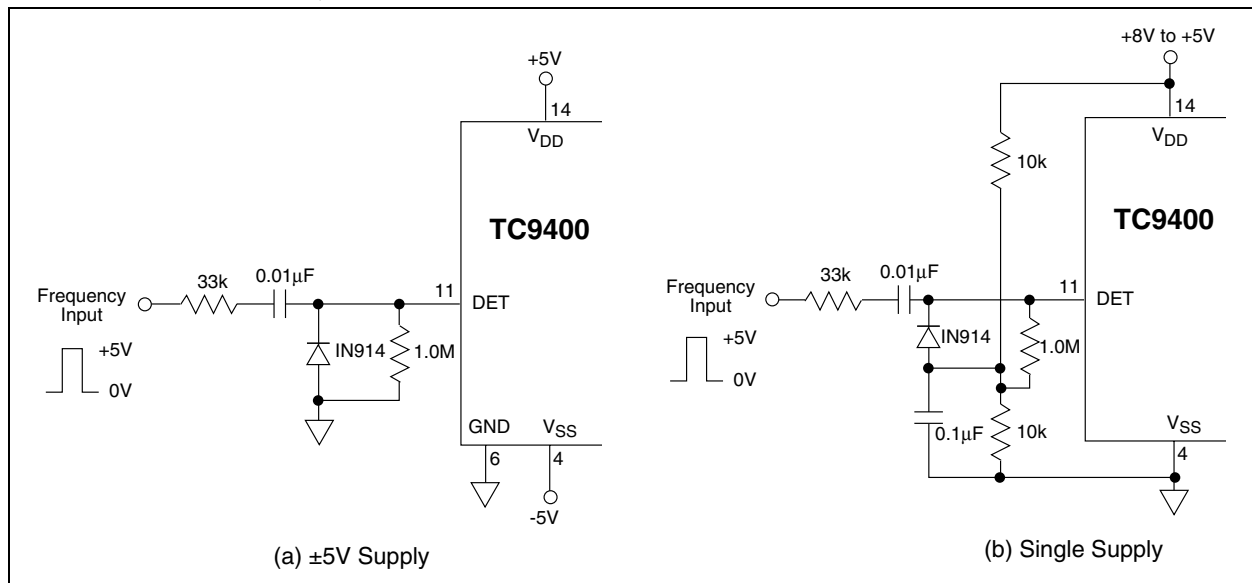 +5V
14
VDD
TC9400
33k
0.01µF
11
DET
Frequency
Input
+5V
0V
IN914
1.0M
GND
VSS
6
4
-5V
(a) ±5V Supply
+8V to +5V
14
VDD
10k
TC9400
33k
0.01µF
11
DET
Frequency
Input
+5V
0V
IN914
1.0M
0.1µF
10k
VSS
4
(b) Single Supply